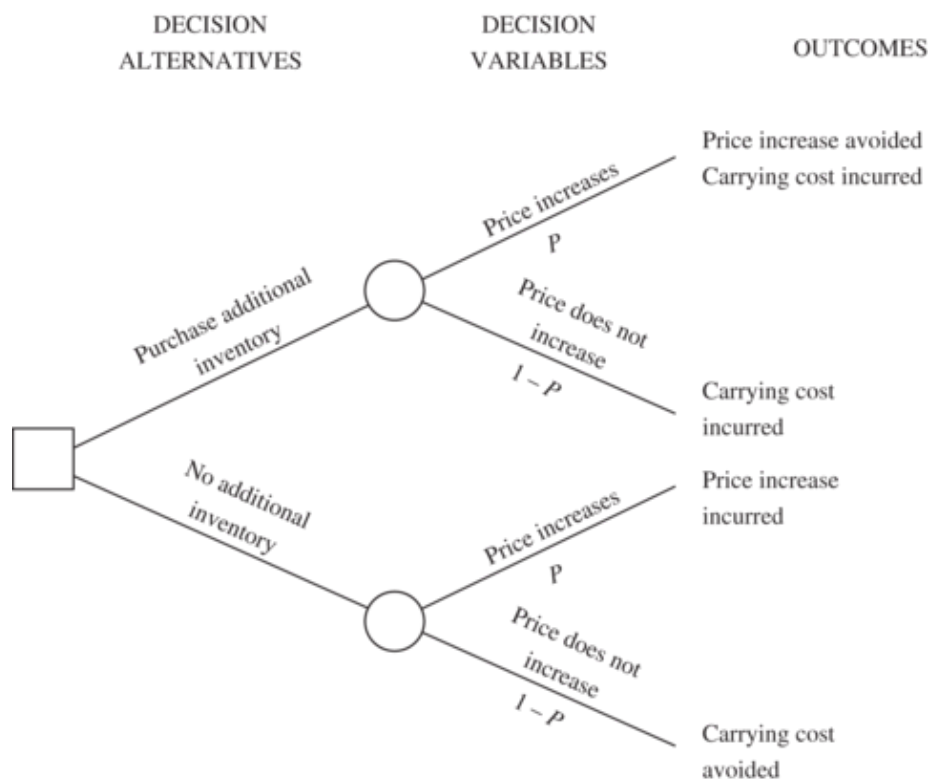 DECISION
ALTERNATIVES
DECISION
VARIABLES
OUTCOMES
Purchase additional
inventory
Price increases
P
Price increase avoided
Carrying cost incurred
Price does not
increase
1 – P
Carrying cost
incurred
No additional
inventory
Price increases
P
Price increase
incurred
Price does not
increase
1 – P
Carrying cost
avoided